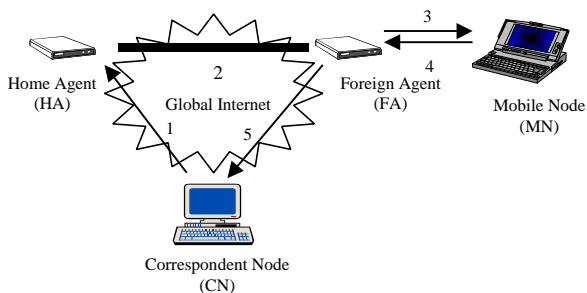 3
4
2
Home Agent
(HA)
Foreign Agent
(FA)
Global Internet
Mobile Node
(MN)
1
5
Correspondent Node
(CN)